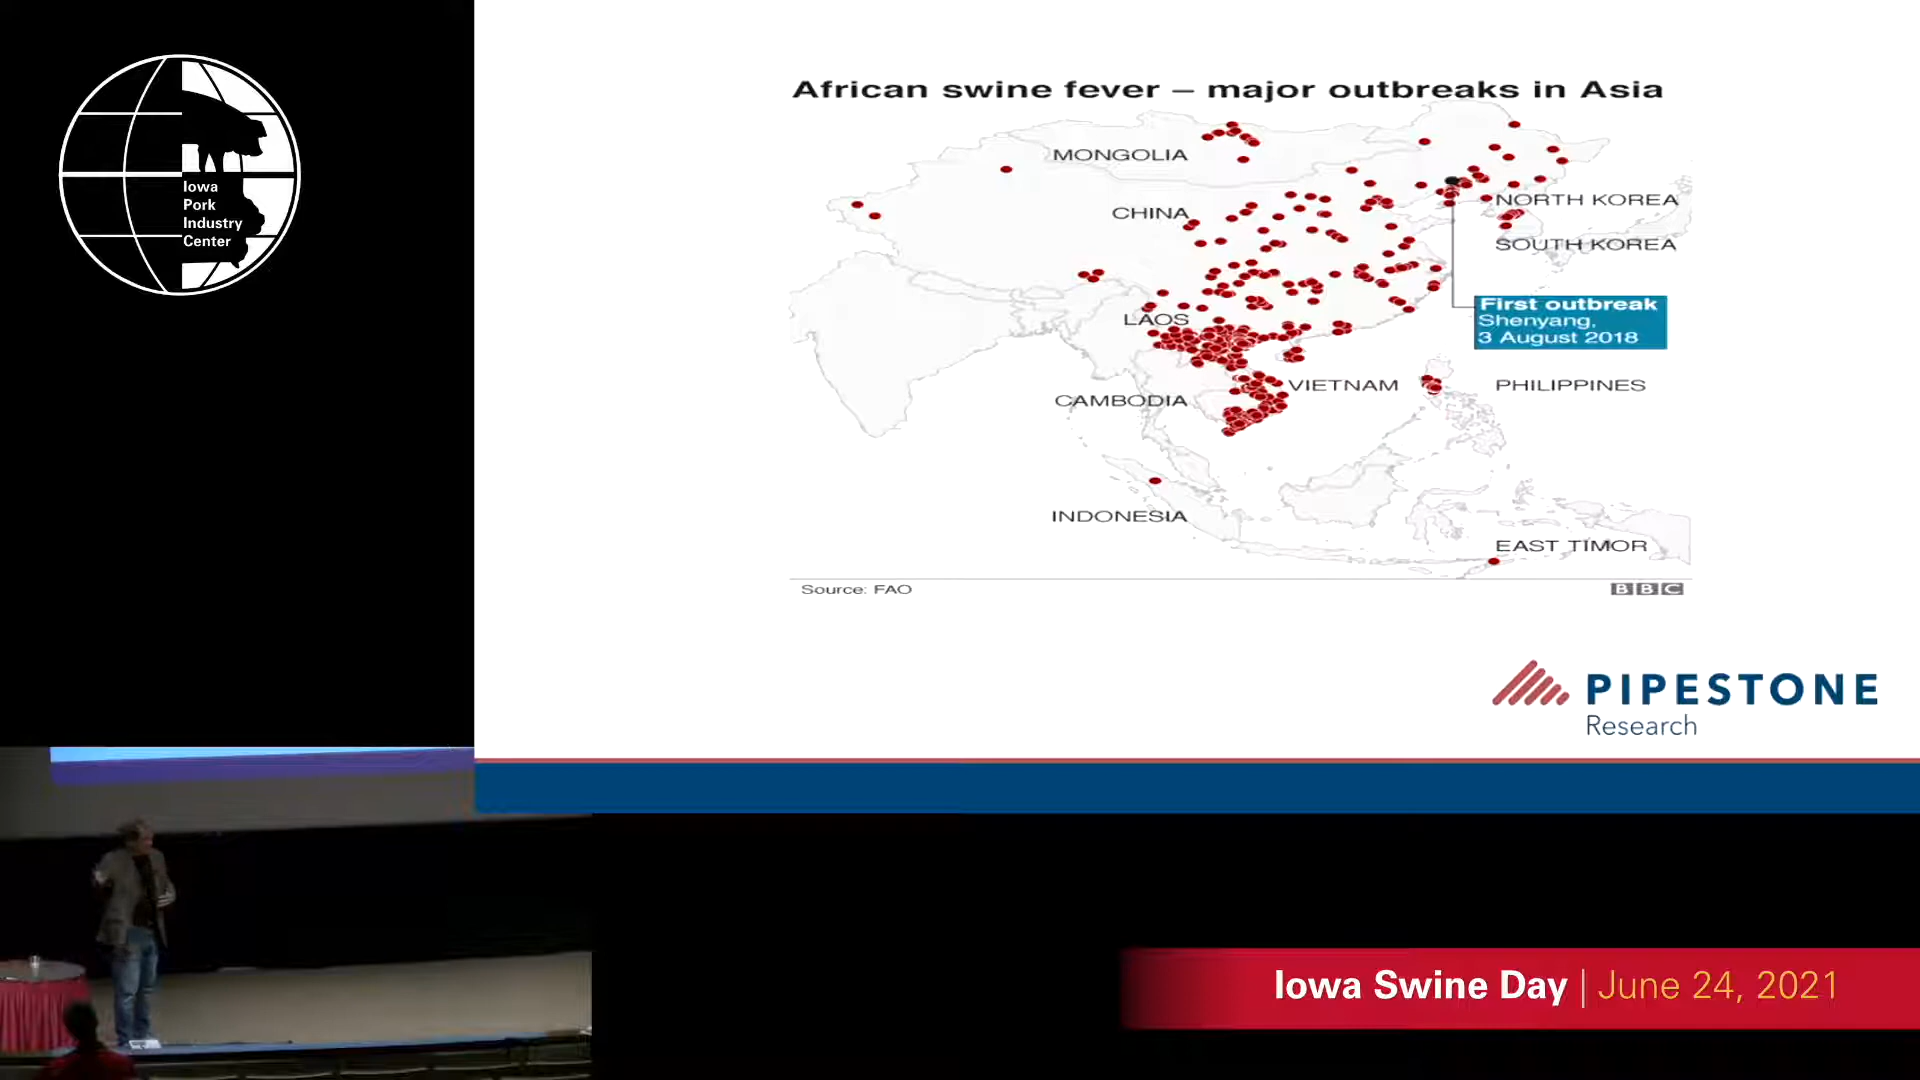 Iowa
Pork
Industry
Center
African swine fever – major outbreaks in Asia
MONGOLIA
CHINA
NORTH KOREA
SOUTH KOREA
First outbreak
Shenyang,
3 August 2018
LAOS
VIETNAM
PHILIPPINES
CAMBODIA
INDONESIA
EAST TIMOR
Source: FAO
BBC
PIPESTONE
Research
Iowa Swine Day | June 24, 2021